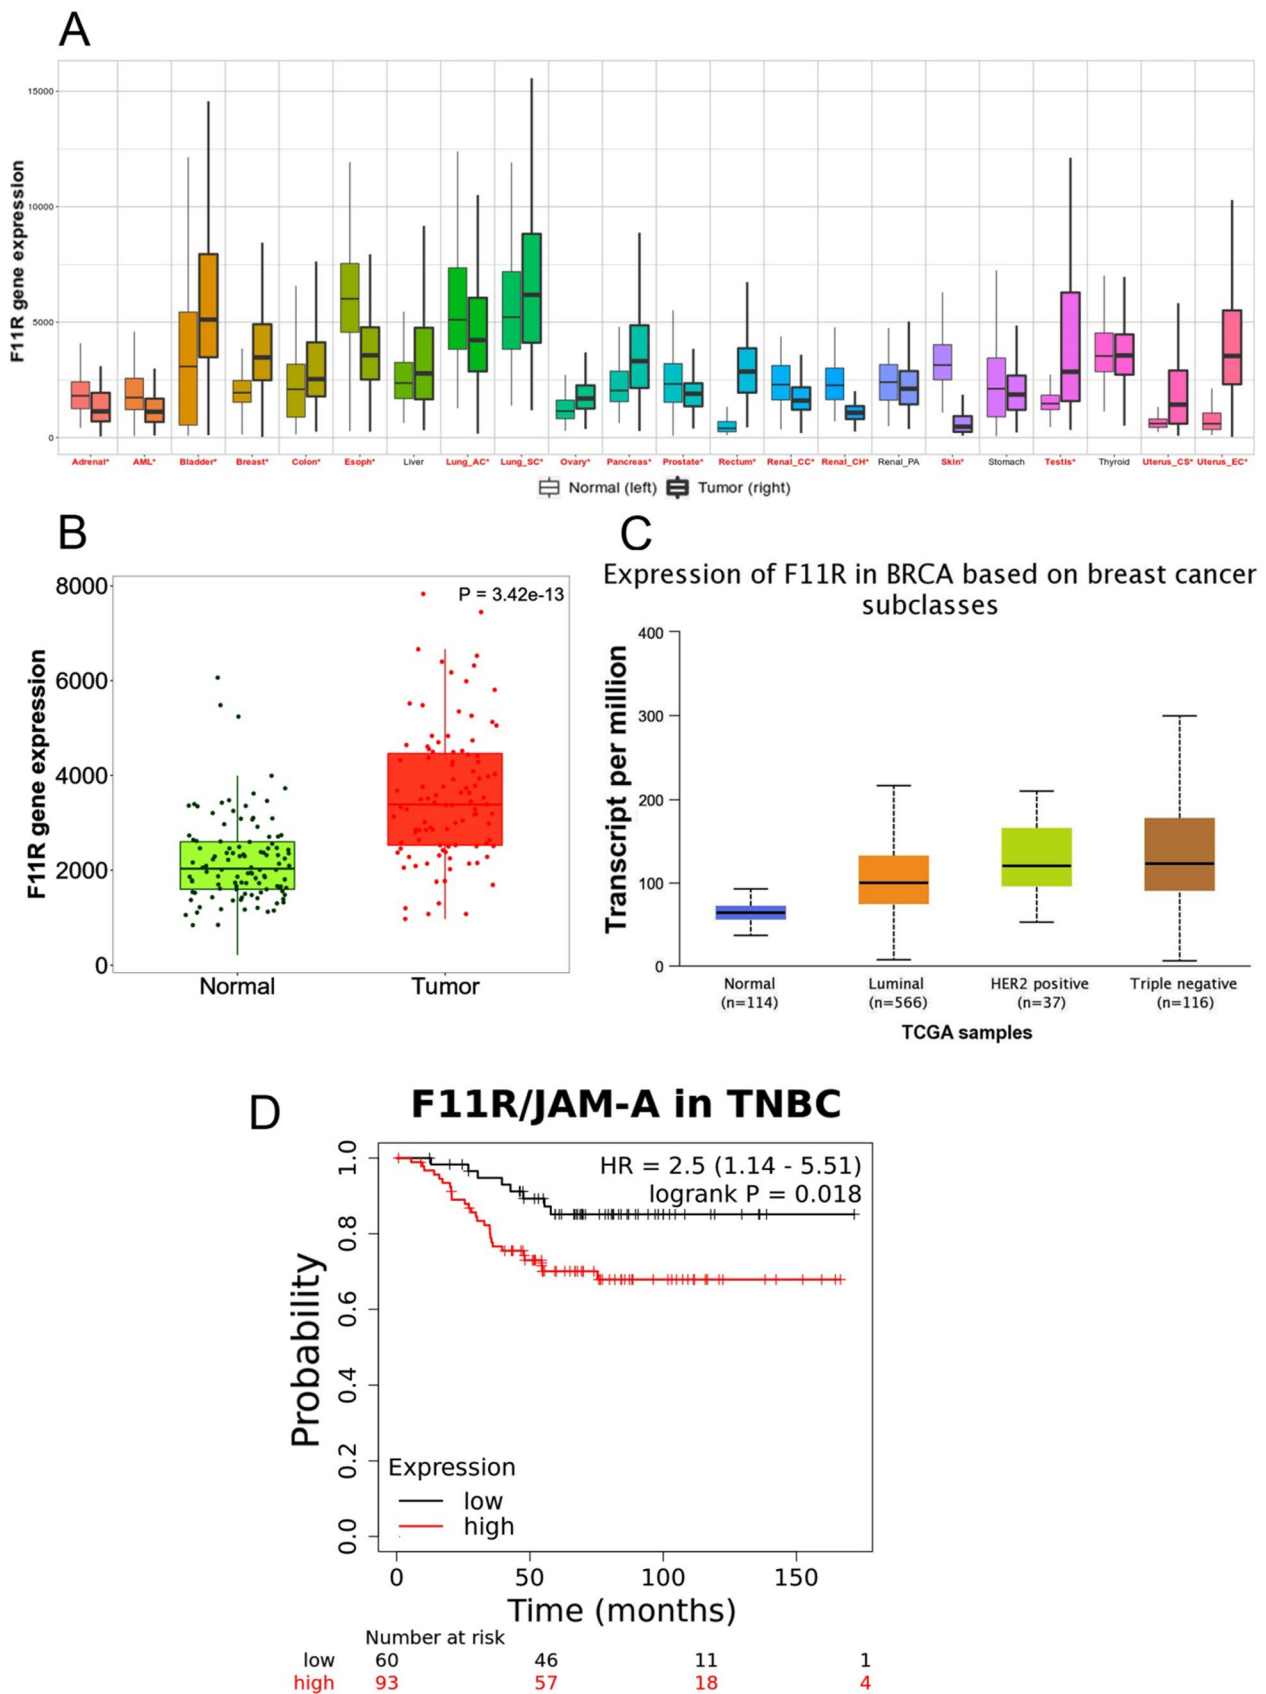 A
F11R gene expression
15000
10000
5000
0
Adrenal* AML* Bladder* Breast* Colon* Esoph* Liver Lung_AC* Lung_SC* Ovary* Pancreas* Prostate* Rectum* Renal_CC* Renal_CH* Renal_PA Skin* Stomach Testis* Thyroid Uterus_CS* Uterus_EC*
Normal (left) Tumor (right)
B
F11R gene expression
8000
6000
4000
2000
0
P = 3.42e-13
Normal Tumor
C
Expression of F11R in BRCA based on breast cancer
subclasses
Transcript per million
400
300
200
100
0
Normal Luminal HER2 positive Triple negative
(n=114) (n=566) (n=37) (n=116)
TCGA samples
D
F11R/JAM-A in TNBC
HR = 2.5 (1.14 - 5.51)
logrank P = 0.018
Probability
1.0
0.8
0.6
0.4
0.2
0.0
Expression
low
high
0 50 100 150
Time (months)
Number at risk
low 60 46 11 1
high 93 57 18 4